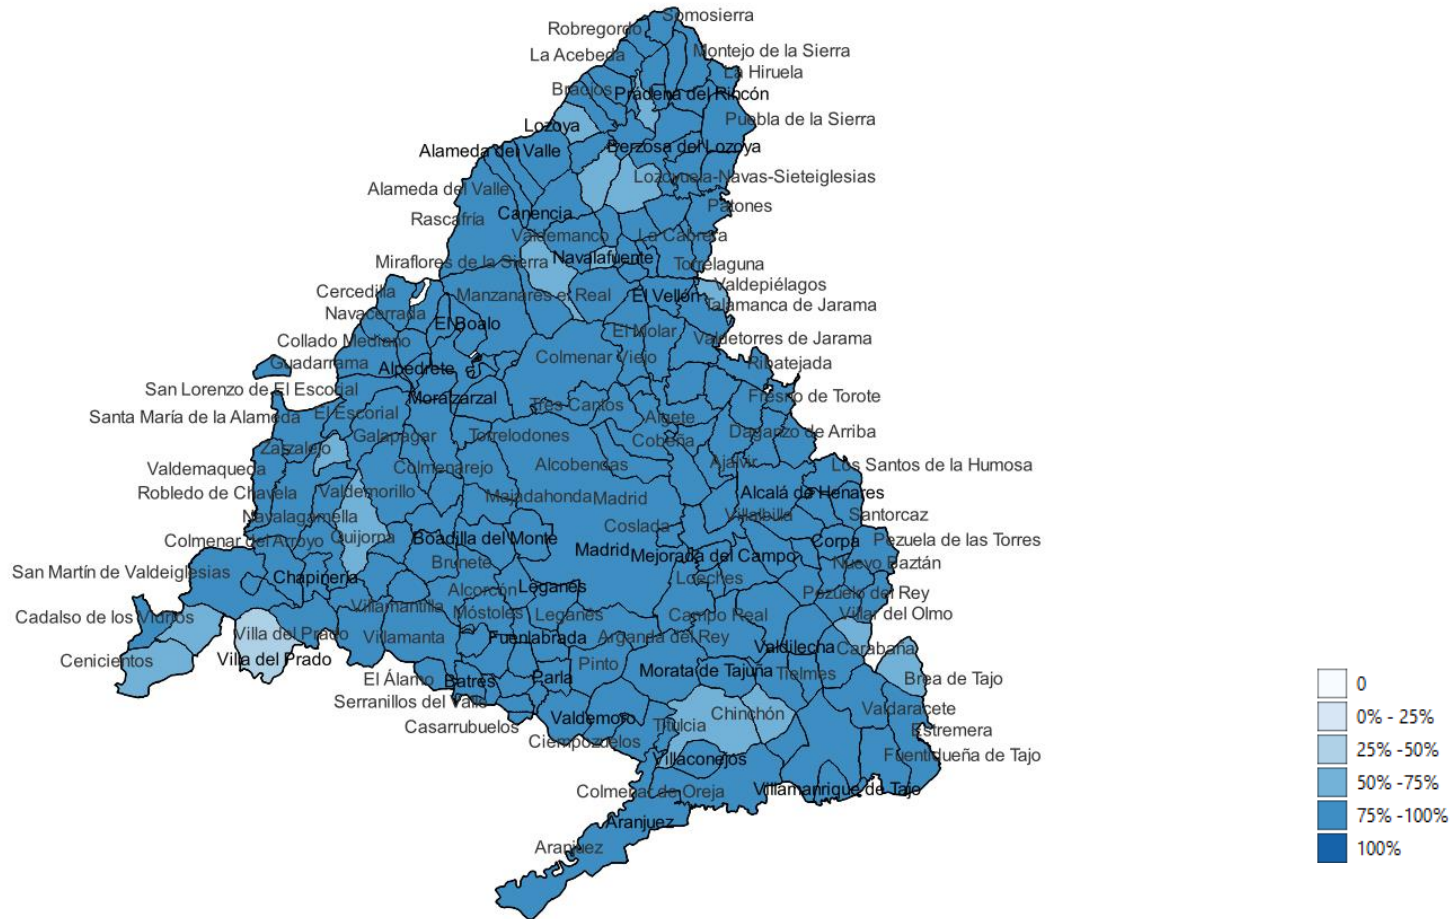 Somosierra
Robregordo
Montejo de la Sierra
La Acebeda
La Hiruela
Braojos
Prádena del Rincón
Puebla de la Sierra
Lozoya
Berzosa del Lozoya
Alameda del Valle
Lozoyuela-Navas-Sieteiglesias
Alameda del Valle
Patones
Canencia
Rascafría
Valdemanco
La Cabrera
Navalafuente
Miraflores de la Sierra
Torrelaguna
Valdepiélagos
Cercedilla
Manzanares el Real
El Vellón
Talamanca de Jarama
Navacerrada
El Boalo
El Molar
Valdetorres de Jarama
Collado Mediano
Colmenar Viejo
Guadarrama
Alpedrete
Ribatejada
San Lorenzo de El Escorial
Moralzarzal
Fresno de Torote
Tres Cantos
Santa María de la Alameda
El Escorial
Algete
Daganzo de Arriba
Galapagar
Torrelodones
Cobeña
Zarzalejo
Ajalvir
Los Santos de la Humosa
Valdemaqueda
Colmenarejo
Alcobendas
Robledo de Chavela
Valdemorillo
Alcalá de Henares
Majadahonda
Madrid
Navalagamella
Villalbilla
Santorcaz
Coslada
Colmenar del Arroyo
Quijorna
Boadilla del Monte
Corpa
Pezuela de las Torres
Madrid
Mejorada del Campo
Brunete
Nuevo Baztán
San Martín de Valdeiglesias
Chapinería
Loeches
Alcorcón
Leganés
Pezuelo del Rey
Villamantilla
Móstoles
Leganés
Campo Real
Villar del Olmo
Cadalso de los Vidrios
Villa del Prado
Villamanta
Fuenlabrada
Arganda del Rey
Valdilecha
Carabaña
Cenicientos
Villa del Prado
Pinto
Morata de Tajuña
Tielmes
Brea de Tajo
El Álamo
Batres
Parla
Serranillos del Valle
Valdaracete
Casarrubuelos
Valdemoro
Titulcia
Chinchón
Estremera
Ciempozuelos
Fuentidueña de Tajo
Villaconejos
Colmenar de Oreja
Villamanrique de Tajo
Aranjuez
Aranjuez
0
0% - 25%
25% -50%
50% -75%
75% -100%
100%